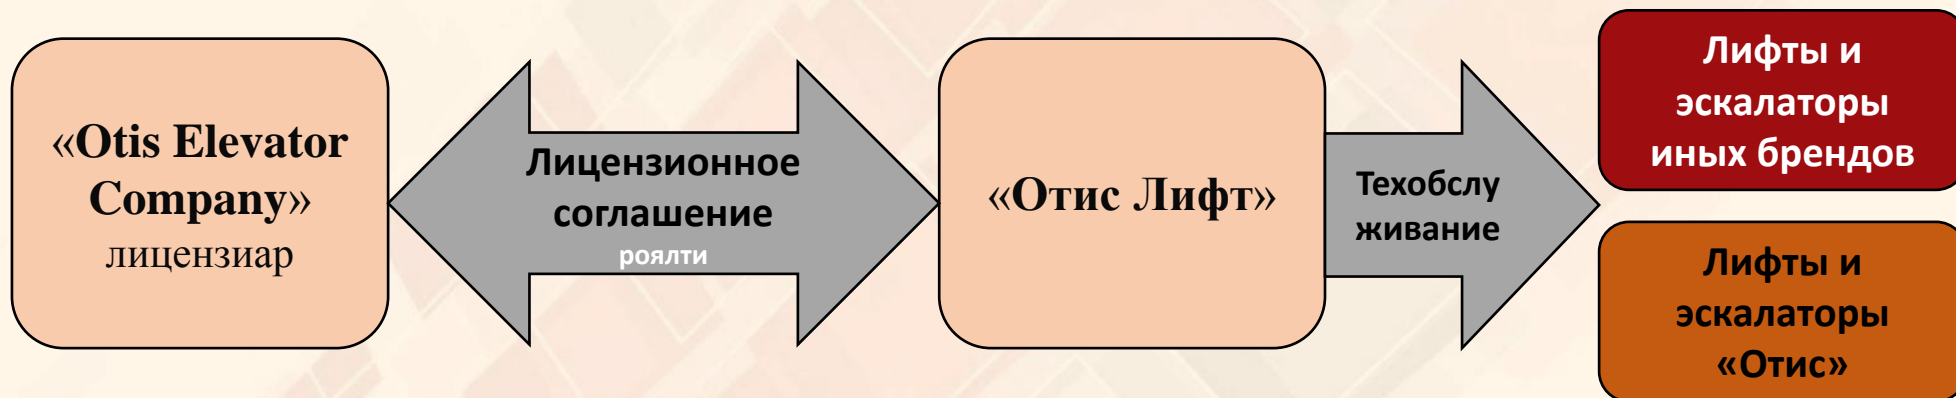 «Otis Elevator
Company»
лицензиар
Лицензионное
соглашение
роялти
«Отис Лифт»
Техобслу
живание
Лифты и
эскалаторы
иных брендов
Лифты и
эскалаторы
«Отис»